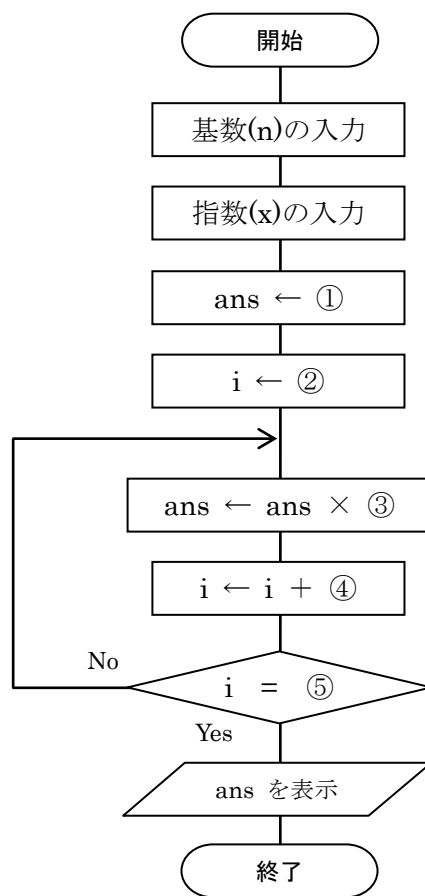 開始
基数(n)の入力
指数(x)の入力
ans ← ①
i ← ②
ans ← ans × ③
i ← i + ④
No
i = ⑤
Yes
ans を表示
終了